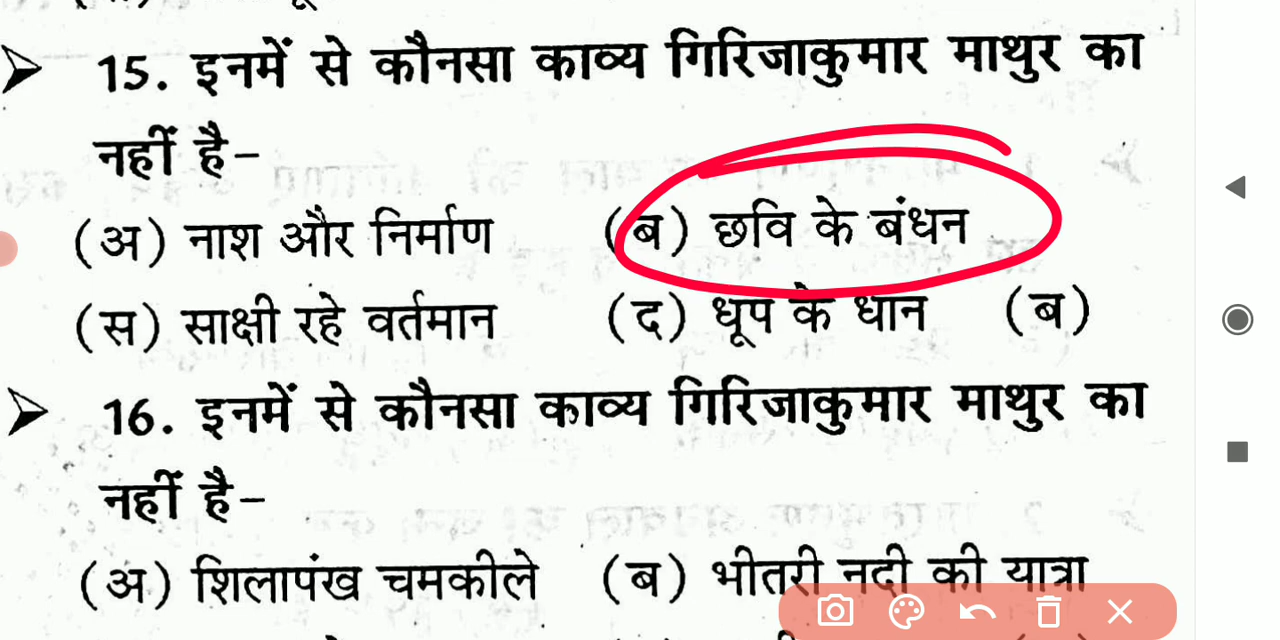 15. इनमें से कौनसा काव्य गिरिजाकुमार माथुर का
नहीं है-
(अ) नाश और निर्माण (ब) छवि के बंधन
(स) साक्षी रहे वर्तमान (द) धूप के धान (ब)
16. इनमें से कौनसा काव्य गिरिजाकुमार माथुर का
नहीं है-
(अ) शिलापंख चमकीले (ब) भीतरी नदी की यात्रा